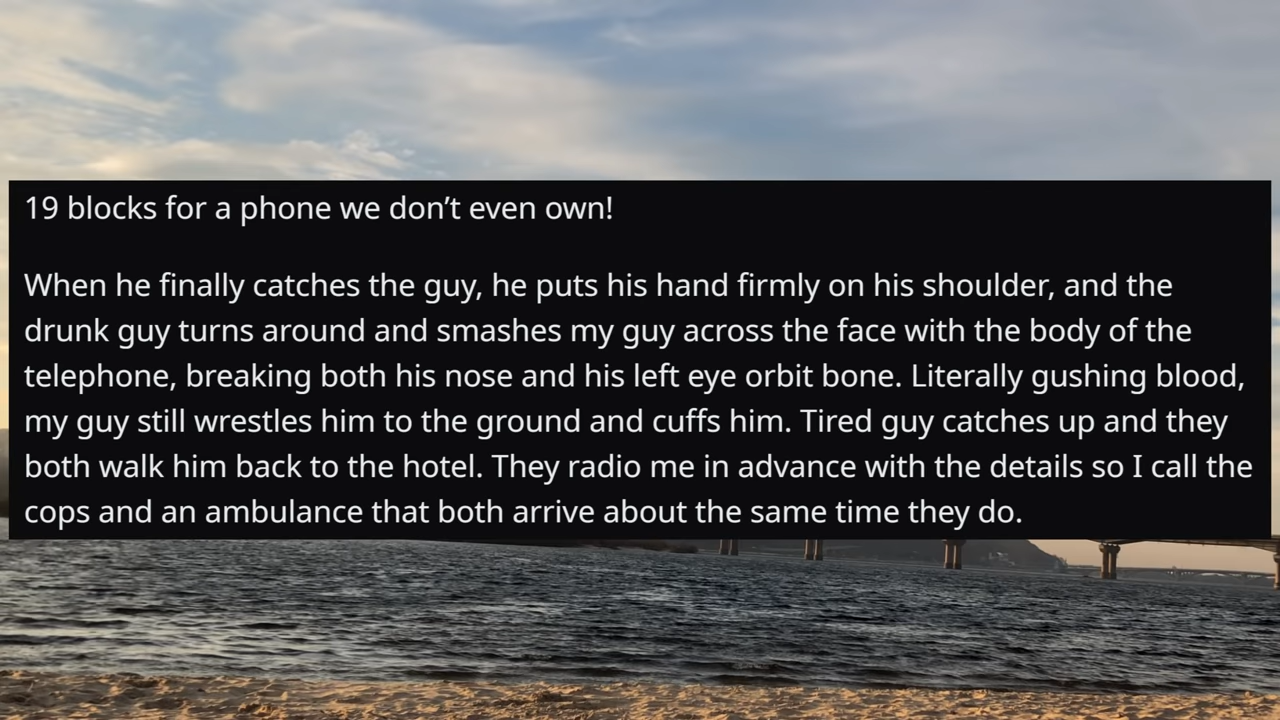 19 blocks for a phone we don’t even own!
When he finally catches the guy, he puts his hand firmly on his shoulder, and the
drunk guy turns around and smashes my guy across the face with the body of the
telephone, breaking both his nose and his left eye orbit bone. Literally gushing blood,
my guy still wrestles him to the ground and cuffs him. Tired guy catches up and they
both walk him back to the hotel. They radio me in advance with the details so I call the
cops and an ambulance that both arrive about the same time they do.